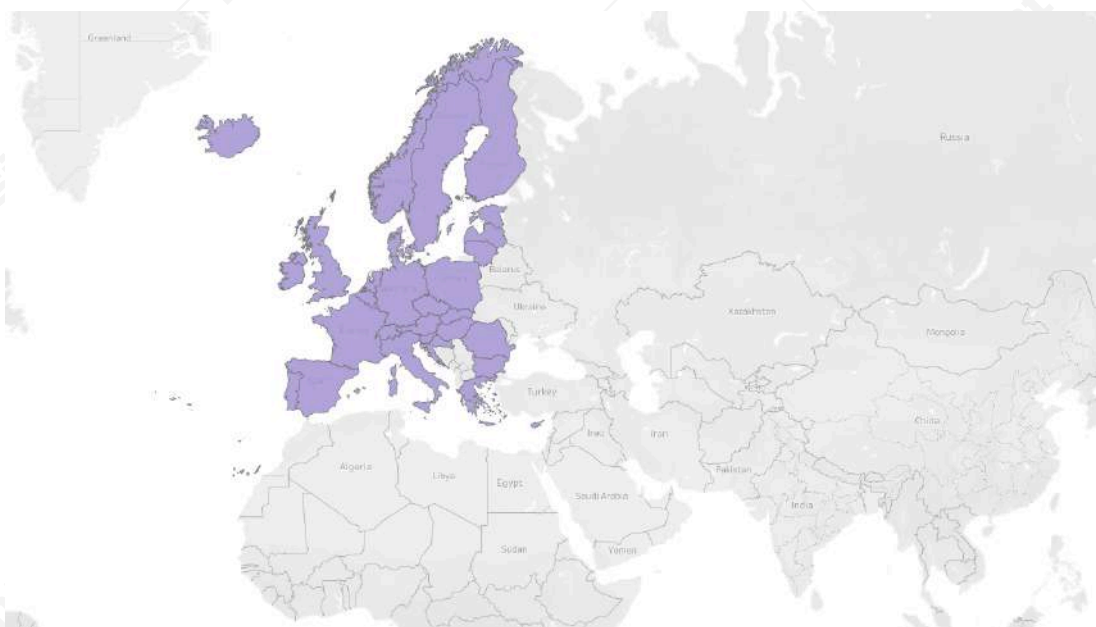 Greenland
Russia
Belarus
Ukraine
Kazakhstan
Mongolia
Turkey
China
Iraq
Iran
Algeria
Libya
Egypt
Pakistan
Saudi Arabia
India
Sudan
Yemen